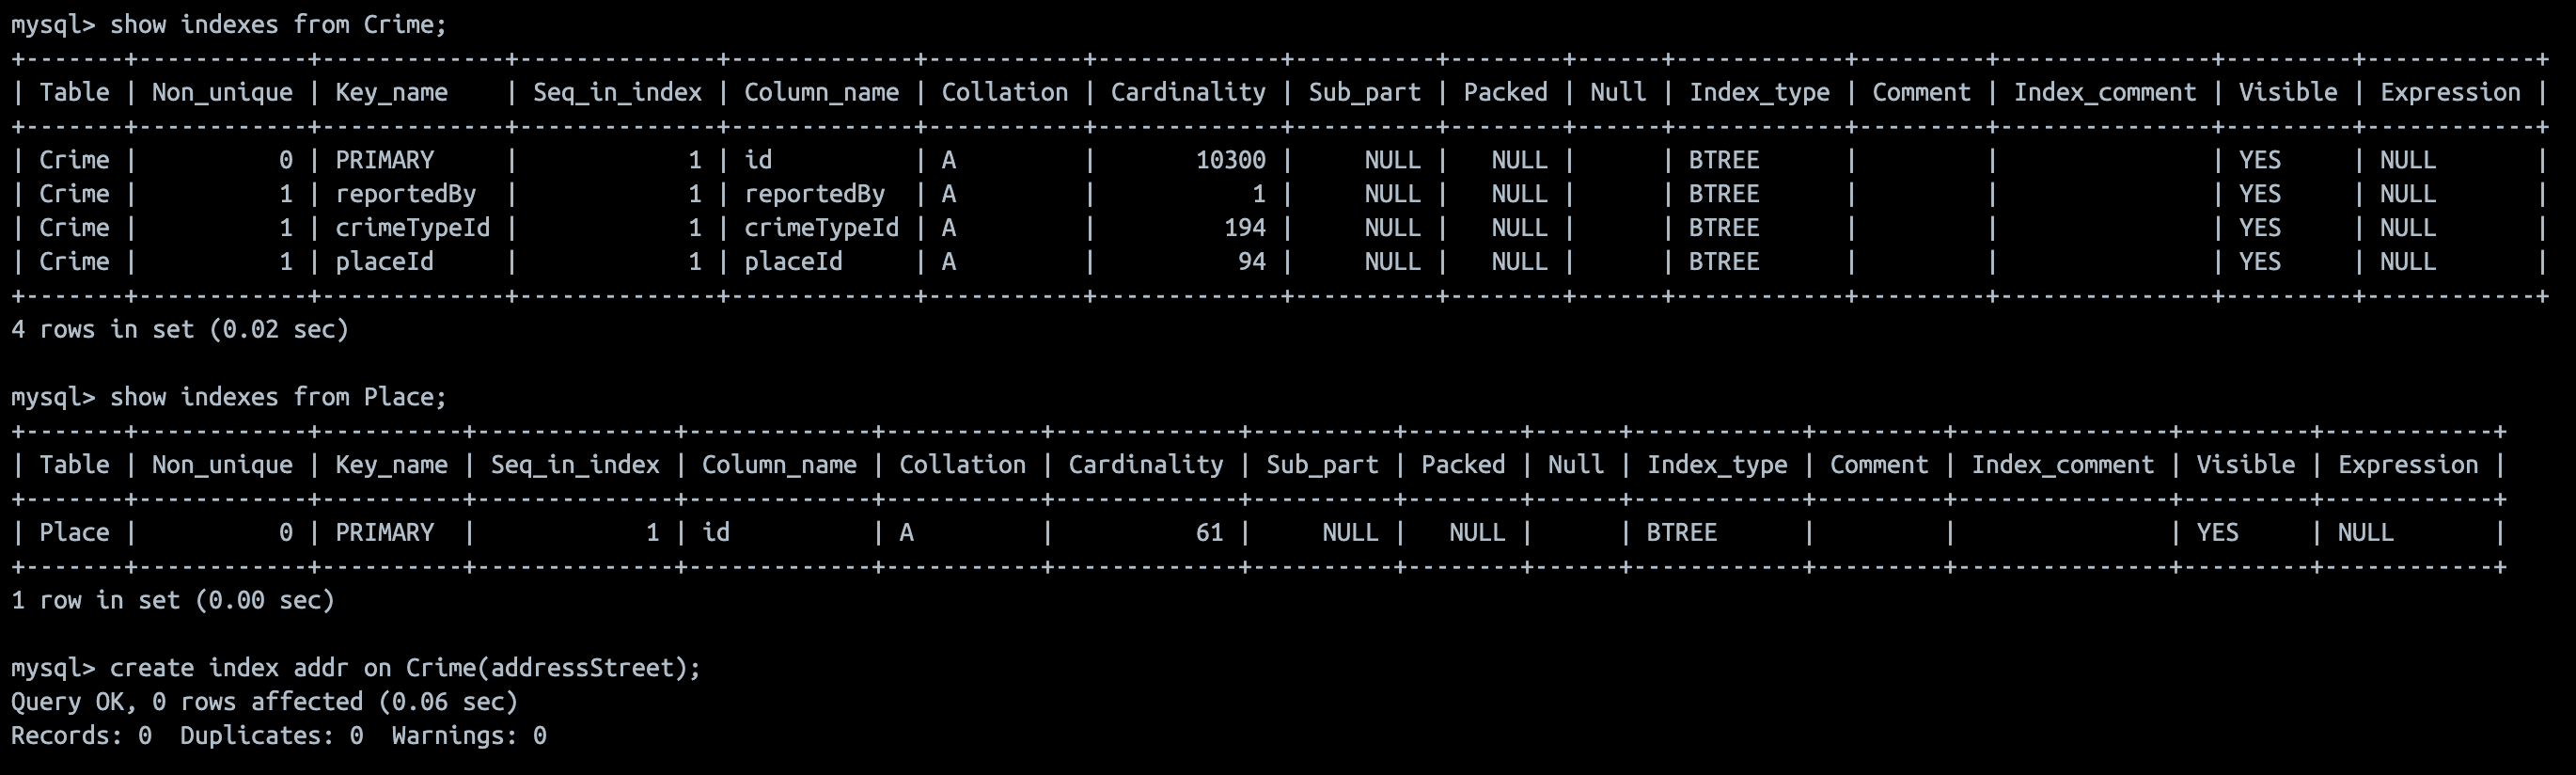 mysql> show indexes from Crime;
+-------+------------+-------------+--------------+-------------+-----------+-------------+----------+--------+------+------------+---------+---------------+---------+------------+
| Table | Non_unique | Key_name    | Seq_in_index | Column_name | Collation | Cardinality | Sub_part | Packed | Null | Index_type | Comment | Index_comment | Visible | Expression |
+-------+------------+-------------+--------------+-------------+-----------+-------------+----------+--------+------+------------+---------+---------------+---------+------------+
| Crime |          0 | PRIMARY     |            1 | id          | A         |       10300 |     NULL |   NULL |      | BTREE      |         |               | YES     | NULL       |
| Crime |          1 | reportedBy  |            1 | reportedBy  | A         |           1 |     NULL |   NULL |      | BTREE      |         |               | YES     | NULL       |
| Crime |          1 | crimeTypeId |            1 | crimeTypeId | A         |         194 |     NULL |   NULL |      | BTREE      |         |               | YES     | NULL       |
| Crime |          1 | placeId     |            1 | placeId     | A         |          94 |     NULL |   NULL |      | BTREE      |         |               | YES     | NULL       |
+-------+------------+-------------+--------------+-------------+-----------+-------------+----------+--------+------+------------+---------+---------------+---------+------------+
4 rows in set (0.02 sec)

mysql> show indexes from Place;
+-------+------------+----------+--------------+-------------+-----------+-------------+----------+--------+------+------------+---------+---------------+---------+------------+
| Table | Non_unique | Key_name | Seq_in_index | Column_name | Collation | Cardinality | Sub_part | Packed | Null | Index_type | Comment | Index_comment | Visible | Expression |
+-------+------------+----------+--------------+-------------+-----------+-------------+----------+--------+------+------------+---------+---------------+---------+------------+
| Place |          0 | PRIMARY  |            1 | id          | A         |          61 |     NULL |   NULL |      | BTREE      |         |               | YES     | NULL       |
+-------+------------+----------+--------------+-------------+-----------+-------------+----------+--------+------+------------+---------+---------------+---------+------------+
1 row in set (0.00 sec)

mysql> create index addr on Crime(addressStreet);
Query OK, 0 rows affected (0.06 sec)
Records: 0  Duplicates: 0  Warnings: 0